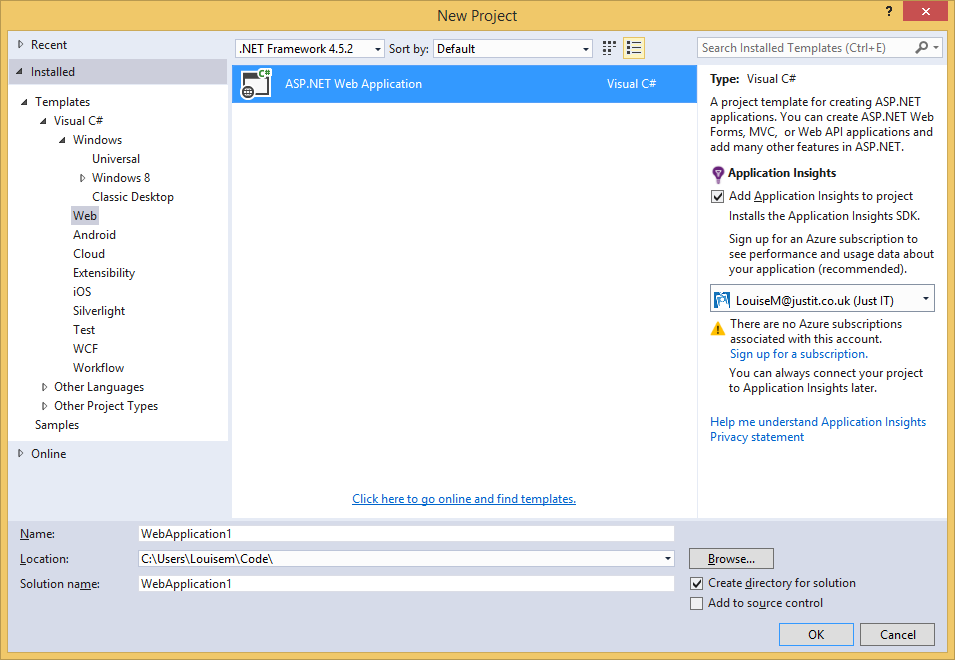 New Project
?
Recent
Installed
Templates
Visual C#
Windows
Universal
Windows 8
Classic Desktop
Web
Android
Cloud
Extensibility
iOS
Silverlight
Test
WCF
Workflow
Other Languages
Other Project Types
Samples
Online
.NET Framework 4.5.2 Sort by: Default
C# ASP.NET Web Application Visual C#
Click here to go online and find templates.
Search Installed Templates (Ctrl+E)
Type: Visual C#
A project template for creating ASP.NET
applications. You can create ASP.NET Web
Forms, MVC, or Web API applications and
add many other features in ASP.NET.
Application Insights
Add Application Insights to project
Installs the Application Insights SDK.
Sign up for an Azure subscription to
see performance and usage data about
your application (recommended).
LouiseM@justit.co.uk (Just IT)
There are no Azure subscriptions
associated with this account.
Sign up for a subscription.
You can always connect your project
to Application Insights later.
Help me understand Application Insights
Privacy statement
Name: WebApplication1
Location: C:\Users\Louisem\Code\ Browse...
Solution name: WebApplication1
Create directory for solution
Add to source control
OK Cancel